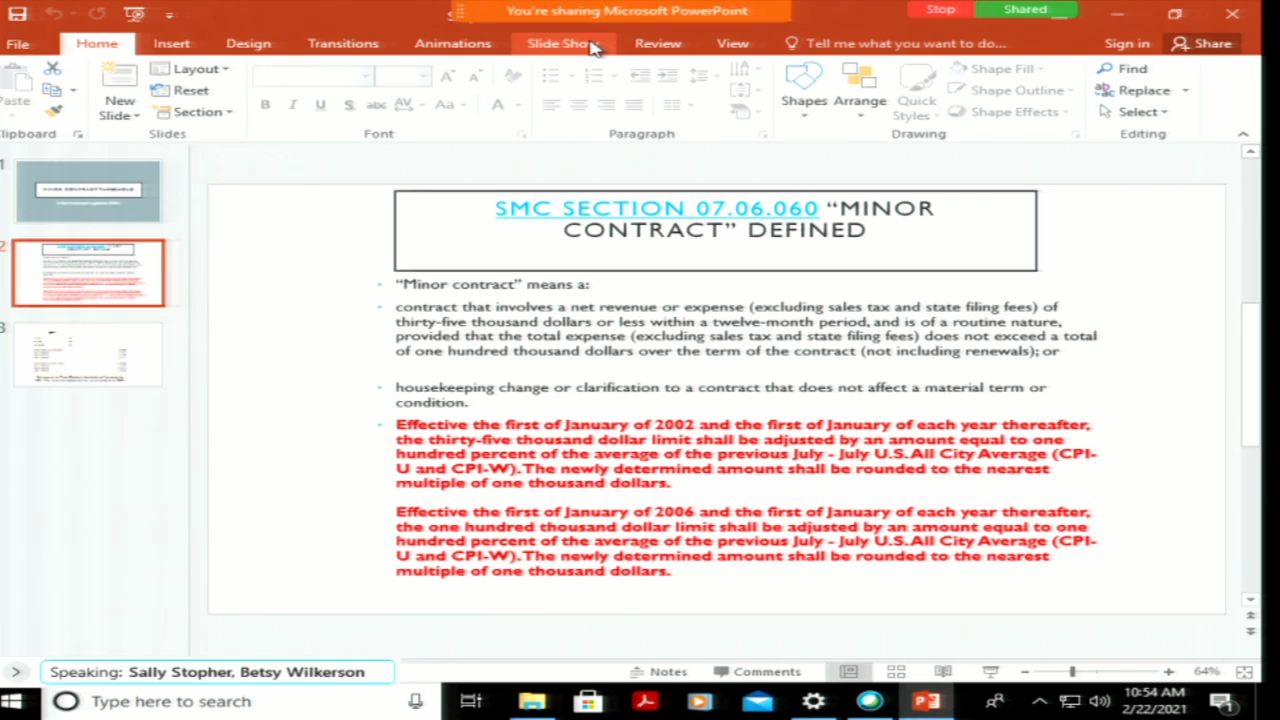 You're sharing Microsoft PowerPoint
Stop
Shared
File
Home
Insert
Design
Transitions
Animations
Slide Sho
Review
View
Tell me what you want to do...
Sign in
Share
Paste
New
Slide
Layout
Reset
Section
B I U S abc AV Aa A
Shapes
Arrange
Quick
Styles
Shape Fill
Shape Outline
Shape Effects
Find
Replace
Select
lipboard
Slides
Font
Paragraph
Drawing
Editing
1
2
3
SMC SECTION 07.06.060 “MINOR
CONTRACT” DEFINED
“Minor contract” means a:
contract that involves a net revenue or expense (excluding sales tax and state filing fees) of
thirty-five thousand dollars or less within a twelve-month period, and is of a routine nature,
provided that the total expense (excluding sales tax and state filing fees) does not exceed a total
of one hundred thousand dollars over the term of the contract (not including renewals); or
housekeeping change or clarification to a contract that does not affect a material term or
condition.
Effective the first of January of 2002 and the first of January of each year thereafter,
the thirty-five thousand dollar limit shall be adjusted by an amount equal to one
hundred percent of the average of the previous July - July U.S. All City Average (CPI-
U and CPI-W). The newly determined amount shall be rounded to the nearest
multiple of one thousand dollars.
Effective the first of January of 2006 and the first of January of each year thereafter,
the one hundred thousand dollar limit shall be adjusted by an amount equal to one
hundred percent of the average of the previous July - July U.S. All City Average (CPI-
U and CPI-W). The newly determined amount shall be rounded to the nearest
multiple of one thousand dollars.
Speaking: Sally Stopher, Betsy Wilkerson
Notes
Comments
64%
Type here to search
10:54 AM
2/22/2021